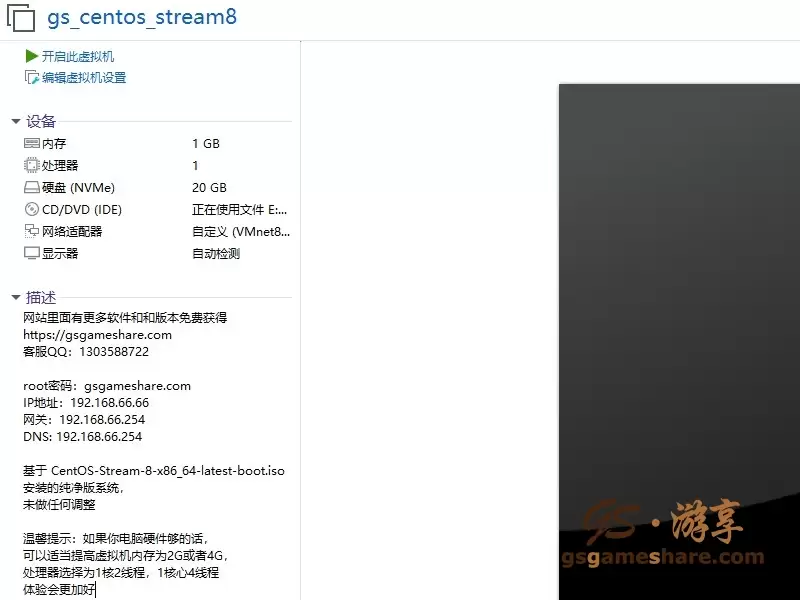 gs_centos_stream8
开启此虚拟机
编辑虚拟机设置
设备
内存 1 GB
处理器 1
硬盘 (NVMe) 20 GB
CD/DVD (IDE) 正在使用文件 E:...
网络适配器 自定义 (VMnet8...
显示器 自动检测
描述
网站里面有更多软件和和版本免费获得
https://gsgameshare.com
客服QQ：1303588722
root密码：gsgameshare.com
IP地址：192.168.66.66
网关：192.168.66.254
DNS: 192.168.66.254
基于 CentOS-Stream-8-x86_64-latest-boot.iso
安装的纯净版系统，
未做任何调整
温馨提示：如果你电脑硬件够的话，
可以适当提高虚拟机内存为2G或者4G，
处理器选择为1核2线程，1核心4线程
体验会更加好
GS·游享
gsgameshare.com